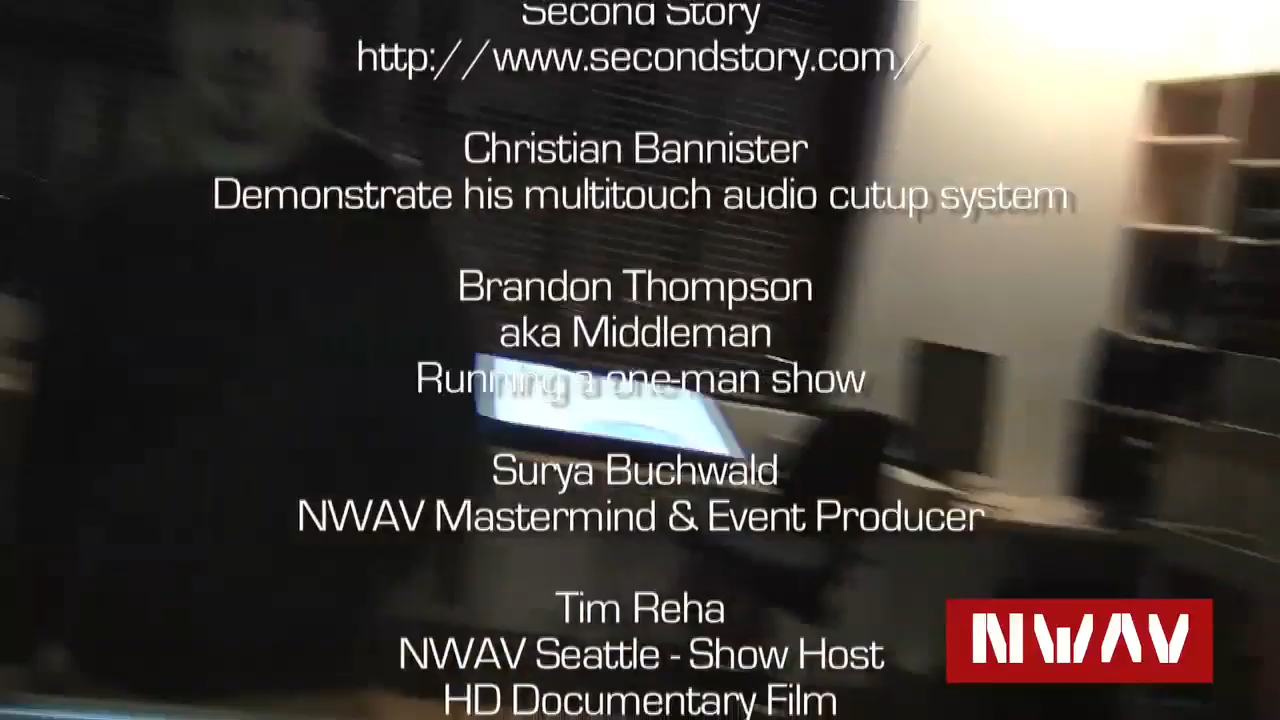 Second Story
http://www.secondstory.com/
Christian Bannister
Demonstrate his multitouch audio cutup system
Brandon Thompson
aka Middleman
Running a one-man show
Surya Buchwald
NWAV Mastermind & Event Producer
Tim Reha
NWAV Seattle - Show Host
HD Documentary Film
NWAV